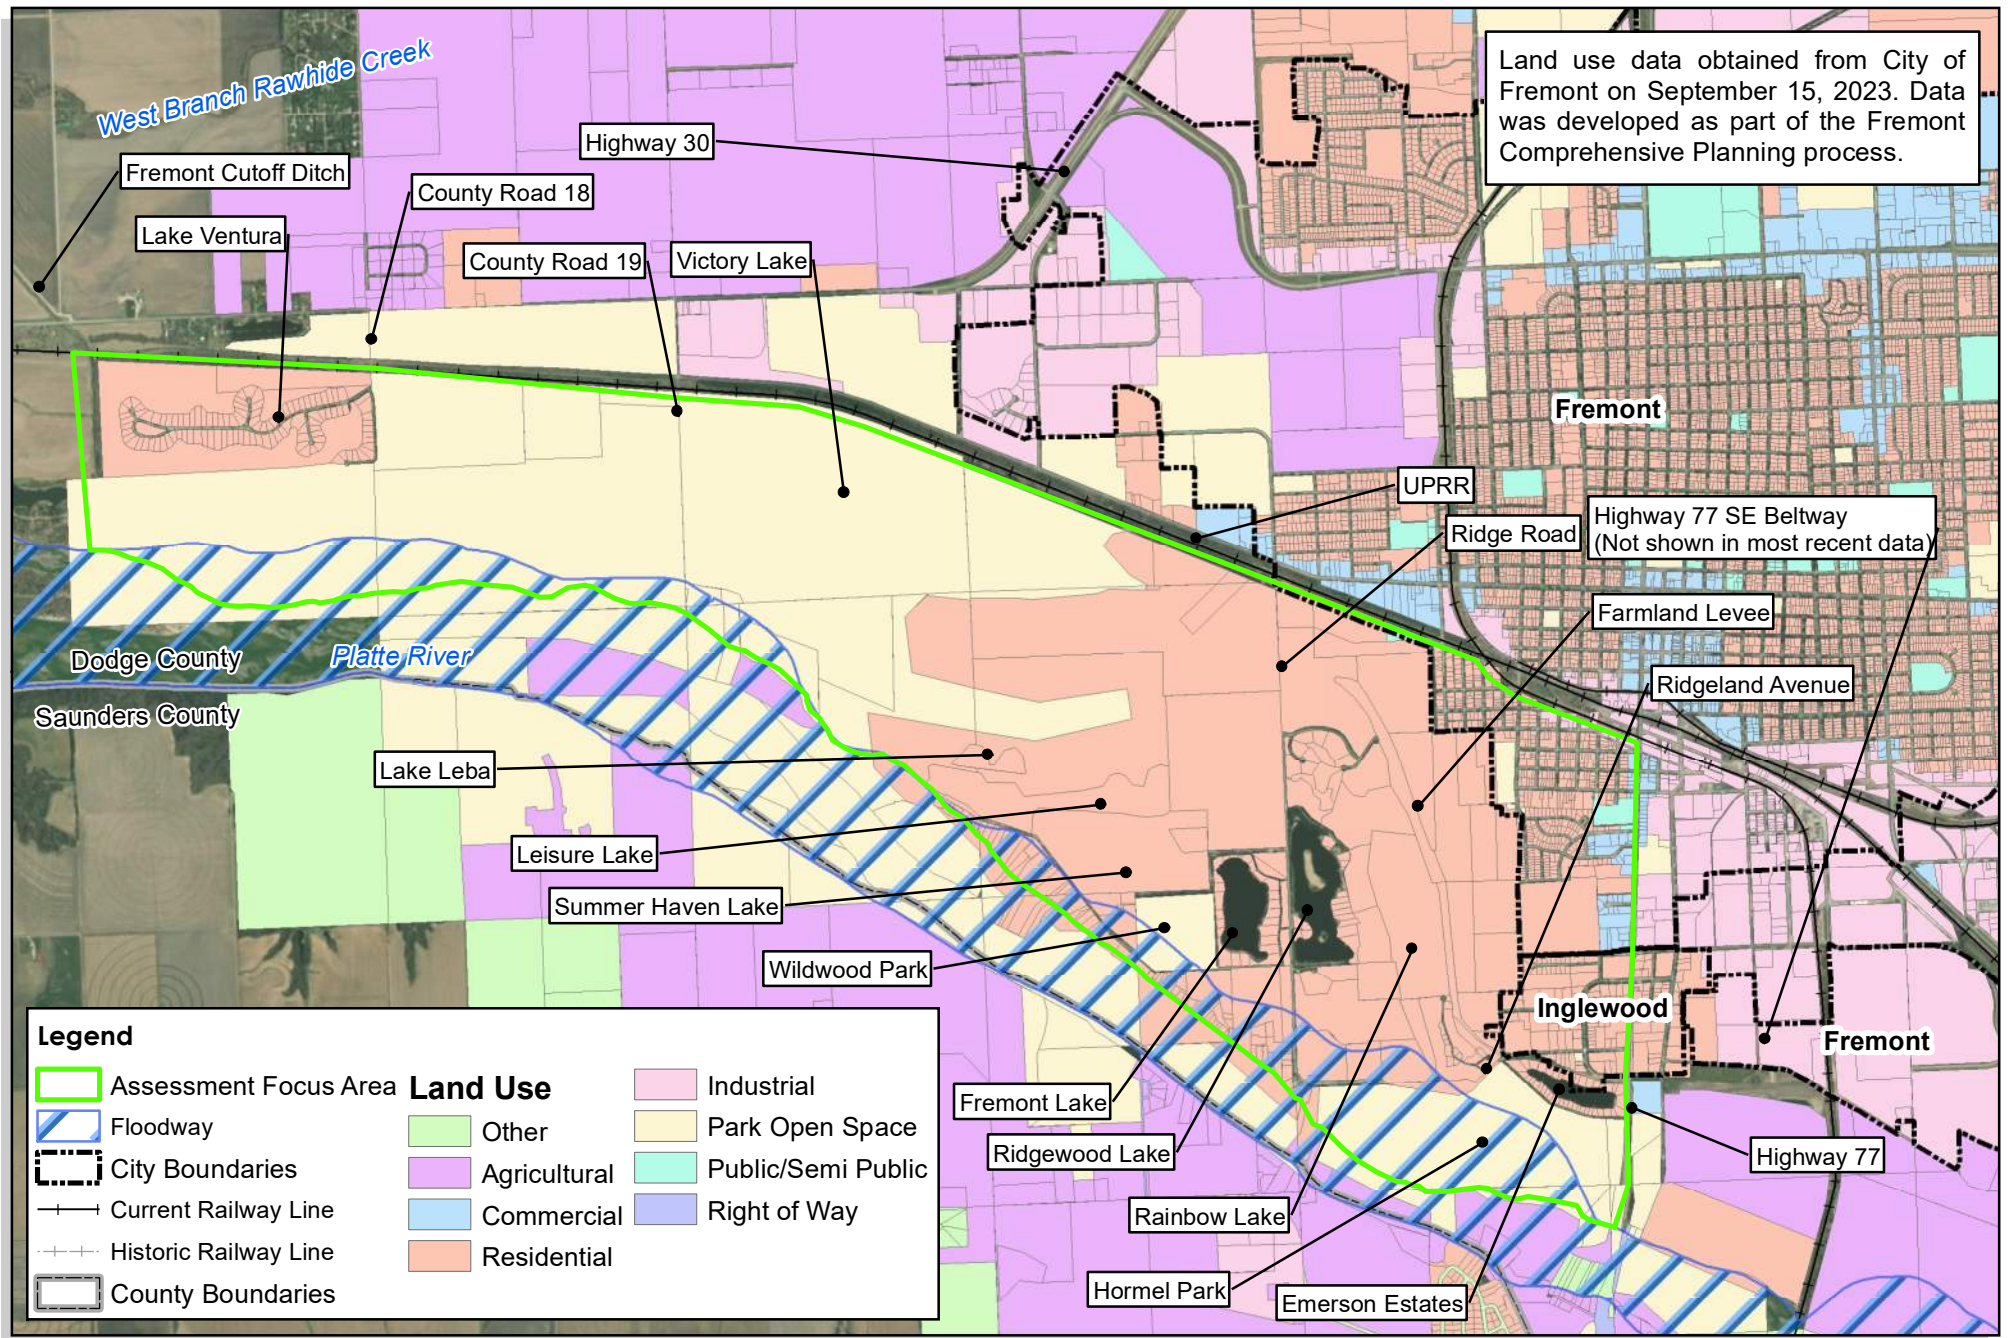 West Branch Rawhide Creek
Land use data obtained from City of
Fremont on September 15, 2023. Data
was developed as part of the Fremont
Comprehensive Planning process.
Highway 30
Fremont Cutoff Ditch
County Road 18
Lake Ventura
County Road 19
Victory Lake
Fremont
UPRR
Ridge Road
Highway 77 SE Beltway
(Not shown in most recent data)
Farmland Levee
Dodge County
Platte River
Ridgeland Avenue
Saunders County
Lake Leba
Leisure Lake
Summer Haven Lake
Wildwood Park
Inglewood
Fremont
Fremont Lake
Ridgewood Lake
Highway 77
Rainbow Lake
Hormel Park
Emerson Estates
Legend
Assessment Focus Area
Floodway
City Boundaries
Current Railway Line
Historic Railway Line
County Boundaries
Land Use
Other
Agricultural
Commercial
Residential
Industrial
Park Open Space
Public/Semi Public
Right of Way